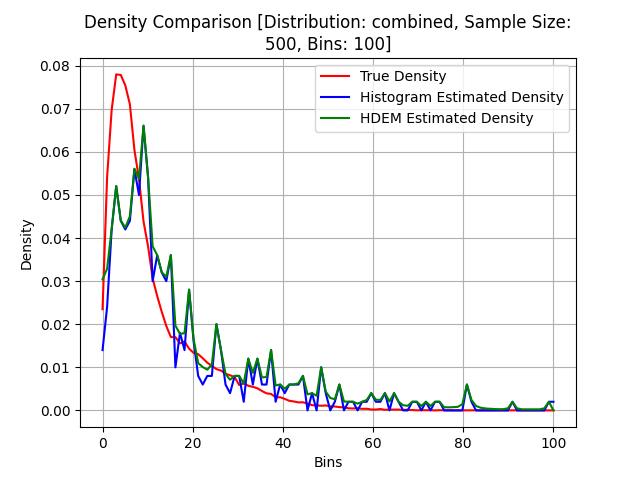 Density Comparison [Distribution: combined, Sample Size:
500, Bins: 100]
0.08
0.07
0.06
0.05
0.04
0.03
0.02
0.01
0.00
Density
True Density
Histogram Estimated Density
HDEM Estimated Density
0 20 40 60 80 100
Bins